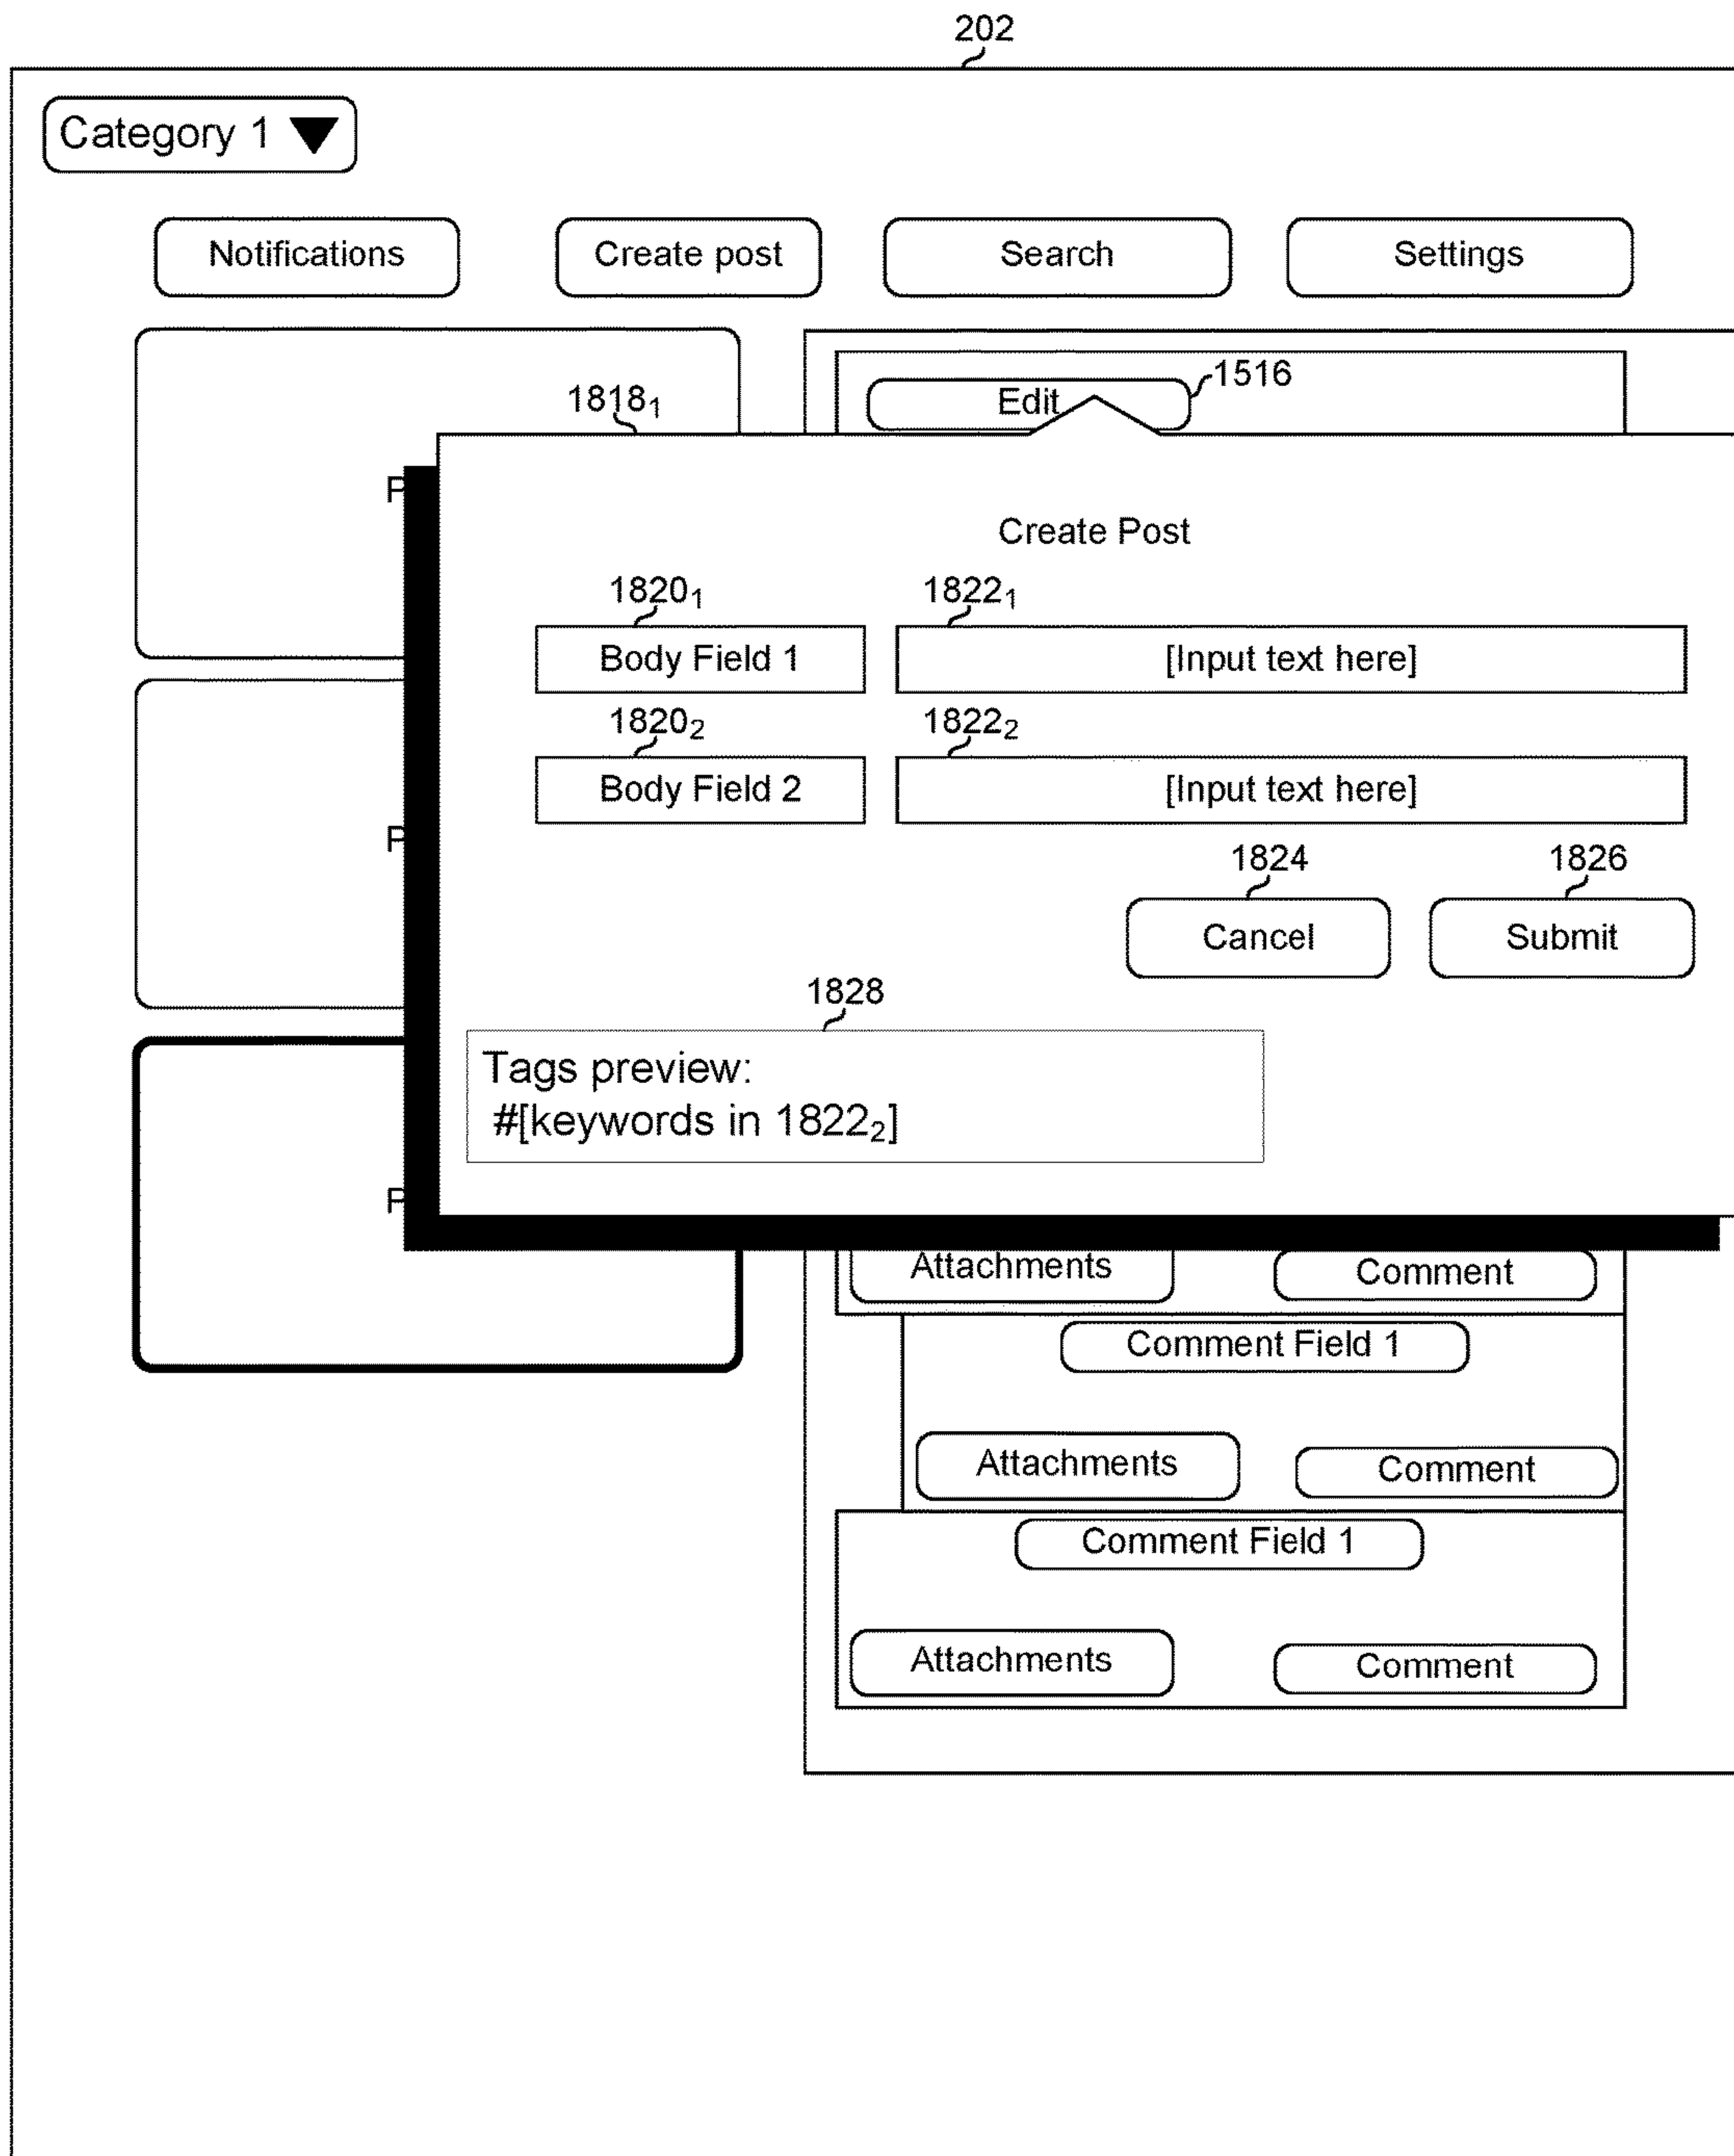 202
Category 1
Notifications Create post Search Settings
1516
Edit
1818₁
P
Create Post
1820₁ 1822₁
Body Field 1 [Input text here]
1820₂ 1822₂
Body Field 2 [Input text here]
P
1824 1826
Cancel Submit
1828
Tags preview:
#[keywords in 1822₂]
P
Attachments Comment
Comment Field 1
Attachments Comment
Comment Field 1
Attachments Comment